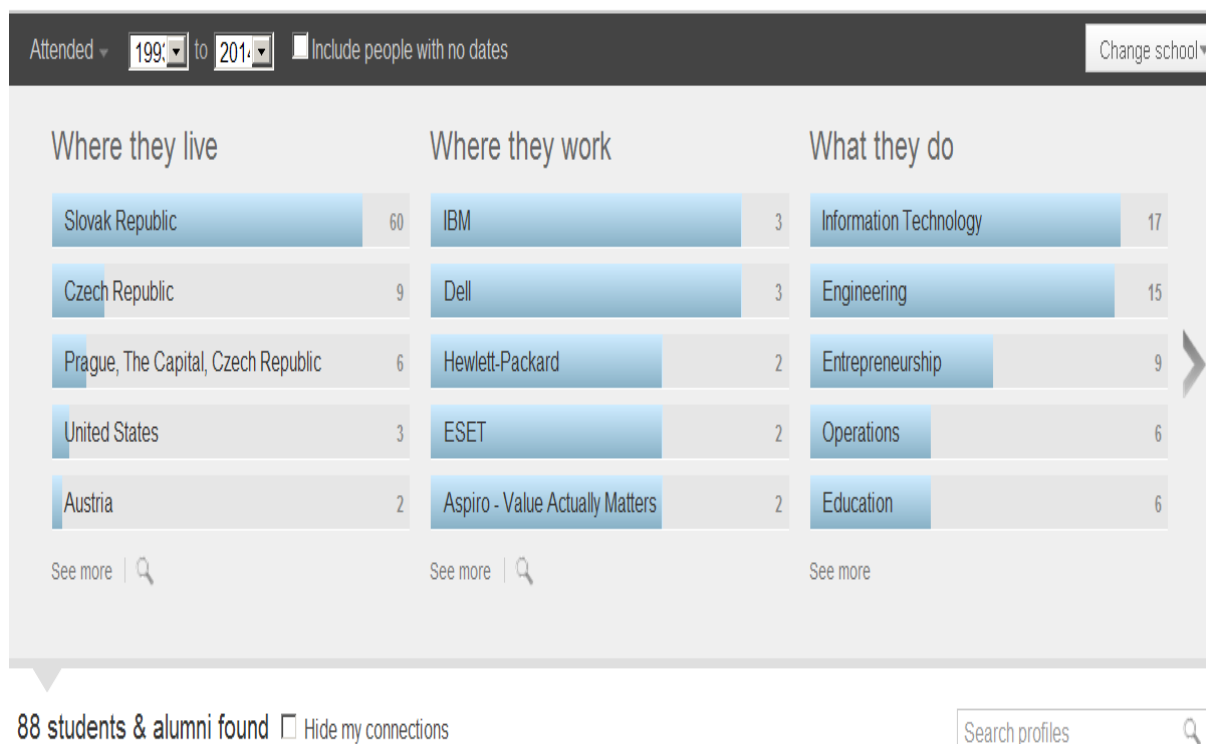 Attended to Include people with no dates Change school
Where they live
Slovak Republic 60
Czech Republic 9
Prague, The Capital, Czech Republic 6
United States 3
Austria 2
See more
Where they work
IBM 3
Dell 3
Hewlett-Packard 2
ESET 2
Aspiro - Value Actually Matters 2
See more
What they do
Information Technology 17
Engineering 15
Entrepreneurship 9
Operations 6
Education 6
See more
88 students & alumni found Hide my connections
Search profiles